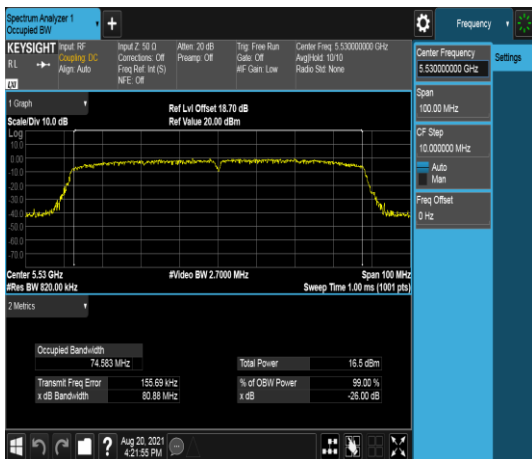 Spectrum Analyzer 1
Occupied BW
+
Frequency
KEYSIGHT
RL
LXI
Input: RF
Coupling: DC
Align: Auto
Input Z: 50 Ω
Corrections: Off
Freq Ref: Int (S)
NFE: Off
Atten: 20 dB
Preamp: Off
Trig: Free Run
Gate: Off
#IF Gain: Low
Center Freq: 5.530000000 GHz
Avg|Hold: 10/10
Radio Std: None
Center Frequency
5.530000000 GHz
Settings
Span
100.00 MHz
CF Step
10.000000 MHz
Auto
Man
Freq Offset
0 Hz
1 Graph
Scale/Div 10.0 dB
Ref Lvl Offset 18.70 dB
Ref Value 20.00 dBm
Log
10.0
0.00
-10.0
-20.0
-30.0
-40.0
-50.0
-60.0
-70.0
Center 5.53 GHz
#Res BW 820.00 kHz
#Video BW 2.7000 MHz
Span 100 MHz
Sweep Time 1.00 ms (1001 pts)
2 Metrics
Occupied Bandwidth
74.583 MHz
Total Power 16.5 dBm
Transmit Freq Error 155.69 kHz
% of OBW Power 99.00 %
x dB Bandwidth 80.88 MHz
x dB -26.00 dB
?
Aug 20, 2021
4:21:55 PM